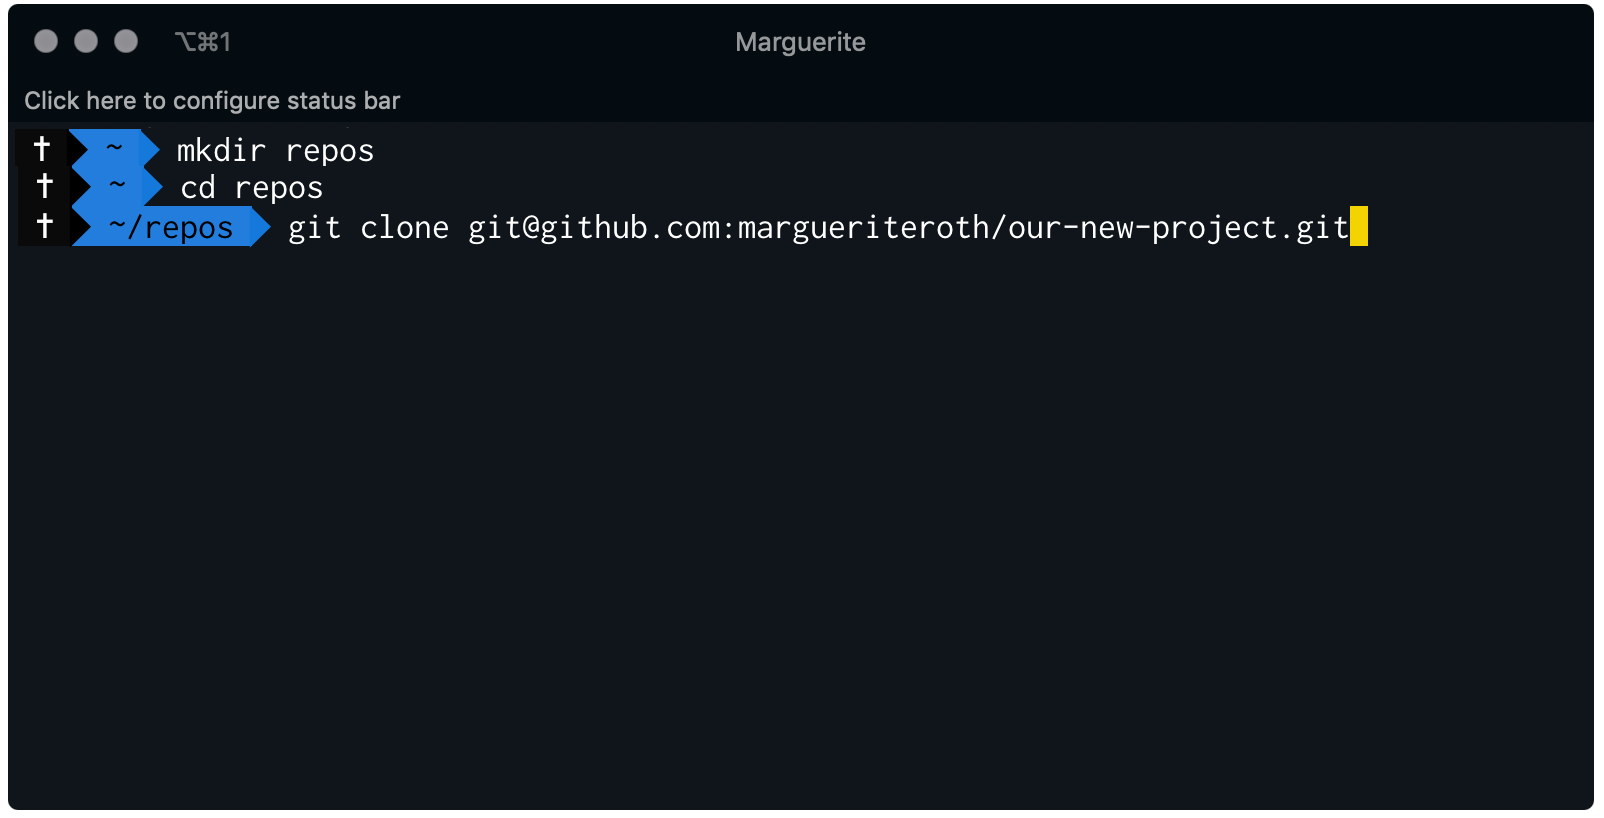 ⌥⌘1 Marguerite
Click here to configure status bar
† ~ mkdir repos
† ~ cd repos
† ~/repos git clone git@github.com:margueriteroth/our-new-project.git